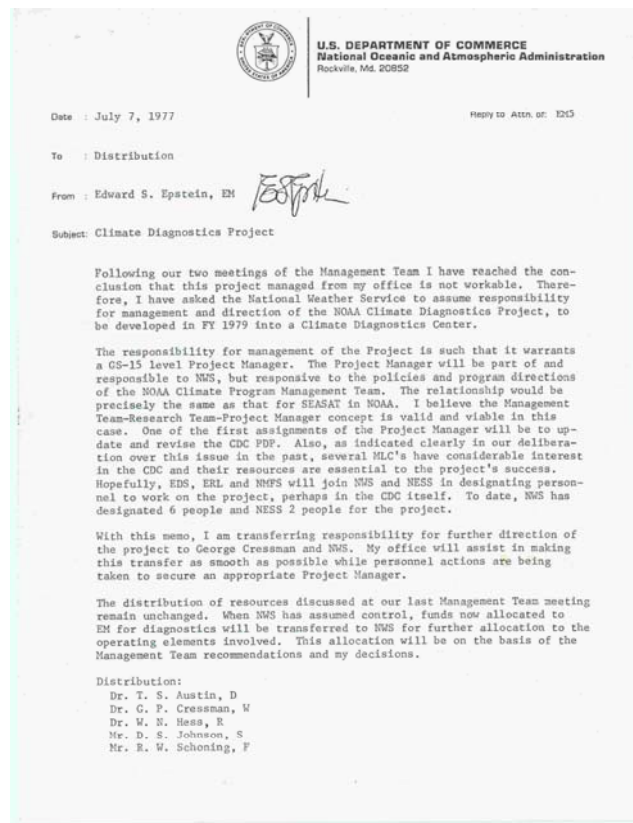 U.S. DEPARTMENT OF COMMERCE
National Oceanic and Atmospheric Administration
Rockville, Md. 20852
Date : July 7, 1977
Reply to Attn. of:
To : Distribution
From : Edward S. Epstein, EM
Subject: Climate Diagnostics Project
Following our two meetings of the Management Team I have reached the con-
clusion that this project managed from my office is not workable. There-
fore, I have asked the National Weather Service to assume responsibility
for management and direction of the NOAA Climate Diagnostics Project, to
be developed in FY 1979 into a Climate Diagnostics Center.
The responsibility for management of the Project is such that it warrants
a GS-15 level Project Manager. The Project Manager will be part of and
responsible to NWS, but responsive to the policies and program directions
of the NOAA Climate Program Management Team. The relationship would be
precisely the same as that for SEASAT in NOAA. I believe the Management
Team-Research Team-Project Manager concept is valid and viable in this
case. One of the first assignments of the Project Manager will be to up-
date and revise the CDC PDP. Also, as indicated clearly in our delibera-
tion over this issue in the past, several MLC's have considerable interest
in the CDC and their resources are essential to the project's success.
Hopefully, EDS, ERL and NMFS will join NWS and NESS in designating person-
nel to work on the project, perhaps in the CDC itself. To date, NWS has
designated 6 people and NESS 2 people for the project.
With this memo, I am transferring responsibility for further direction of
the project to George Cressman and NWS. My office will assist in making
this transfer as smooth as possible while personnel actions are being
taken to secure an appropriate Project Manager.
The distribution of resources discussed at our last Management Team meeting
remain unchanged. When NWS has assumed control, funds now allocated to
EM for diagnostics will be transferred to NWS for further allocation to the
operating elements involved. This allocation will be on the basis of the
Management Team recommendations and my decisions.
Distribution:
Dr. T. S. Austin, D
Dr. G. P. Cressman, W
Dr. W. N. Hess, R
Mr. D. S. Johnson, S
Mr. R. W. Schoning, F